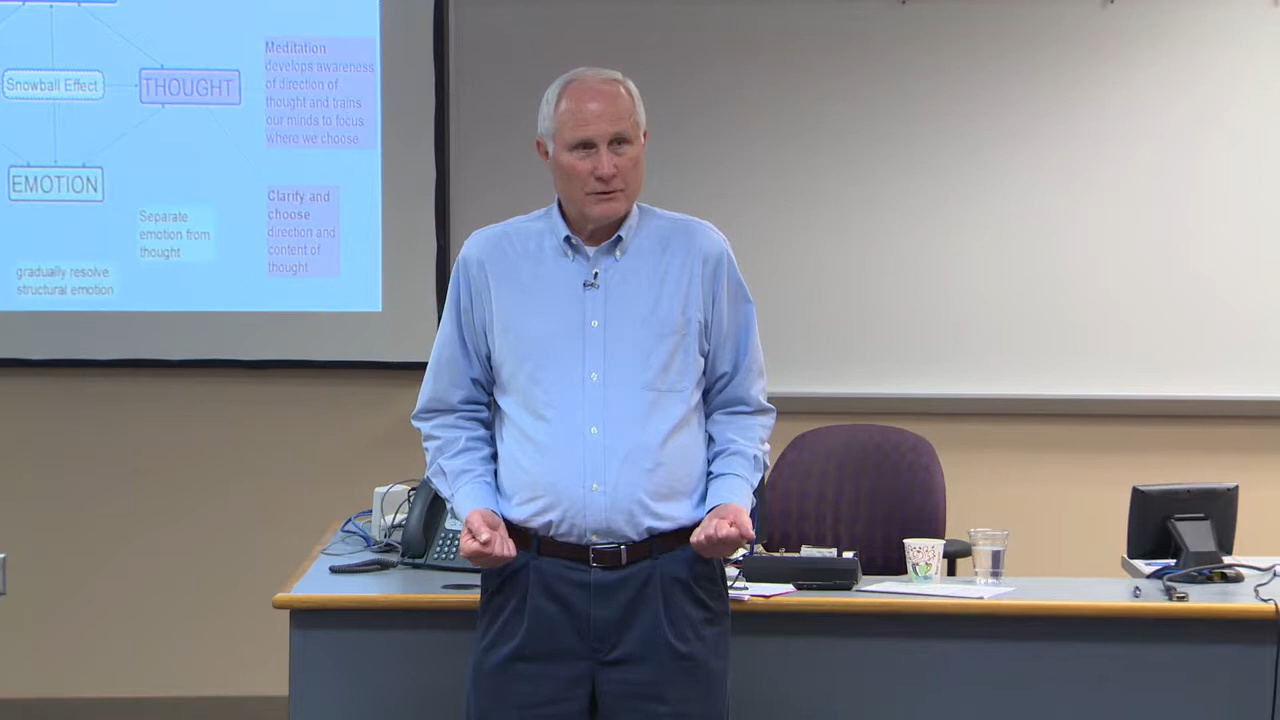 Snowball Effect
THOUGHT
Meditation
develops awareness
of direction of
thought and trains
our minds to focus
where we choose
EMOTION
Separate
emotion from
thought
Clarify and
choose
direction and
content of
thought
gradually resolve
structural emotion